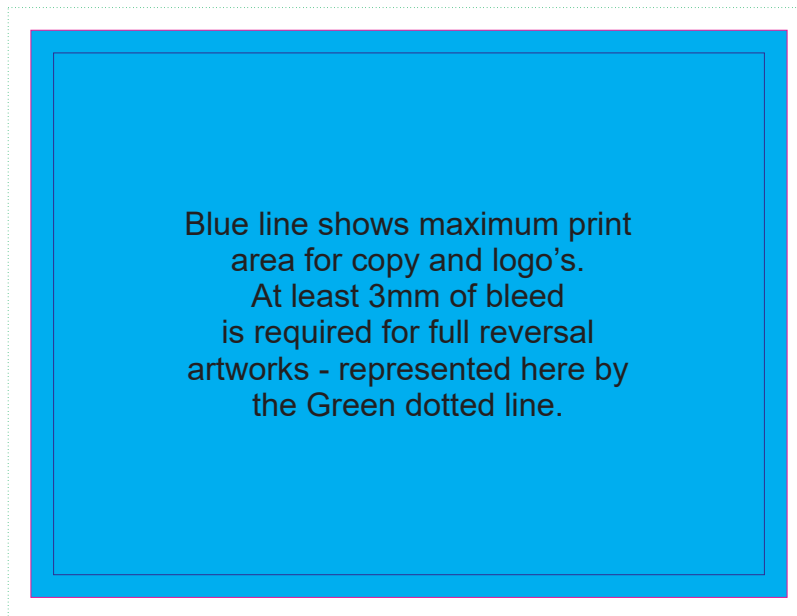 Blue line shows maximum print
area for copy and logo’s.
At least 3mm of bleed
is required for full reversal
artworks - represented here by
the Green dotted line.